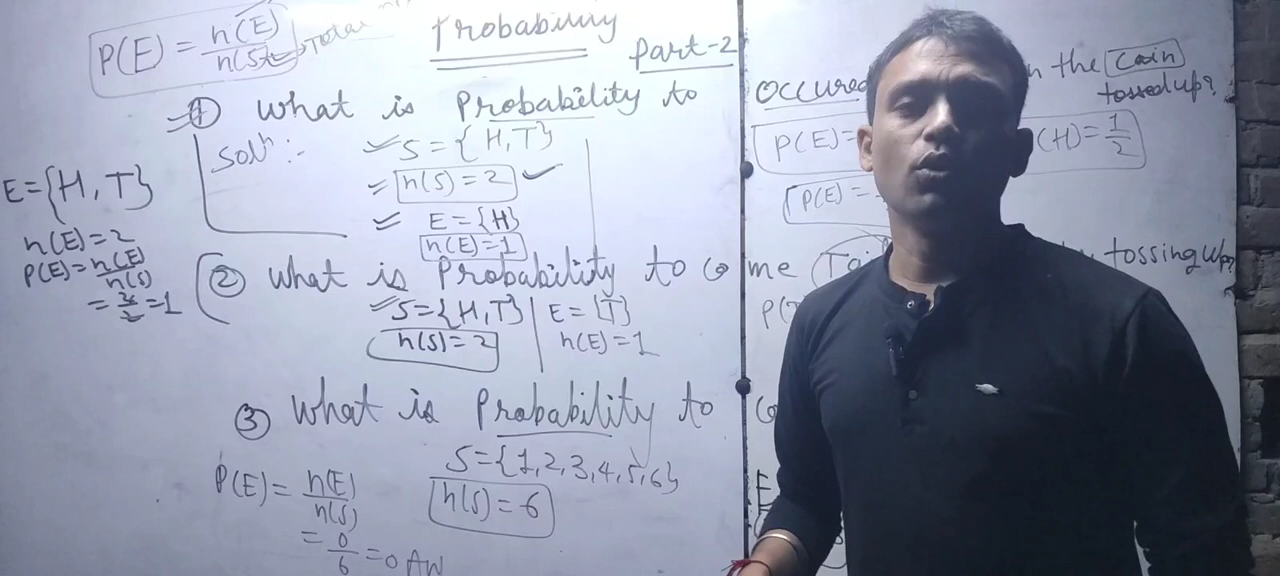 Probability
Part-2
P(E) = n(E)/n(S) Total
① What is Probability to occured the Coin
tossed up?
Solⁿ :-
S = {H, T}
n(S) = 2
E = {H}
n(E) = 1
P(E) = (H) = 1/2
P(E) =
E = {H, T}
n(E) = 2
P(E) = n(E)/n(S)
= 2/2 = 1
② What is Probability to come tossing up?
S = {H, T}
n(S) = 2
E = {T}
n(E) = 1
③ What is Probability to
S = {1, 2, 3, 4, 5, 6}
n(S) = 6
P(E) = n(E)/n(S)
= 0/6 = 0 An